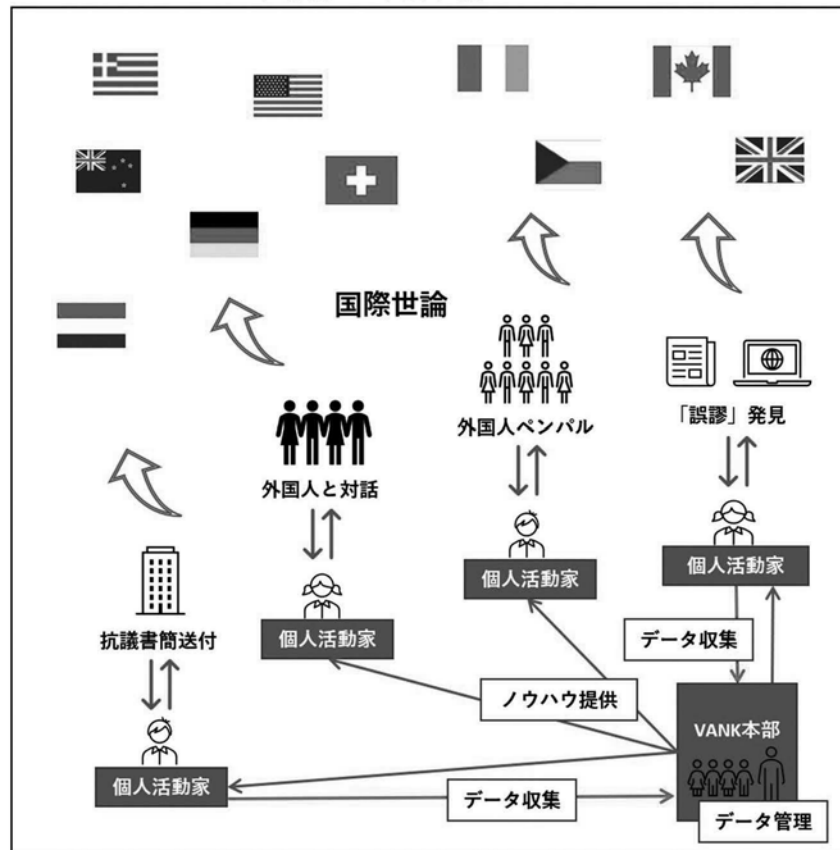 国際世論
外国人ペンパル
「誤謬」発見
外国人と対話
個人活動家
個人活動家
抗議書簡送付
個人活動家
データ収集
ノウハウ提供
VANK本部
個人活動家
データ収集
データ管理